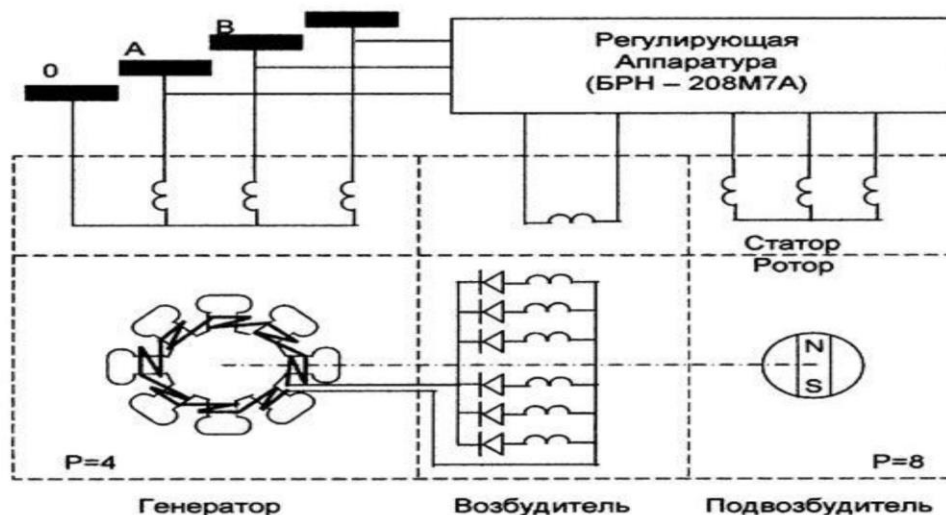 0
A
B
Регулирующая
Аппаратура
(БРН – 208М7А)
Статор
Ротор
N
N
N
S
P=4
P=8
Генератор
Возбудитель
Подвозбудитель